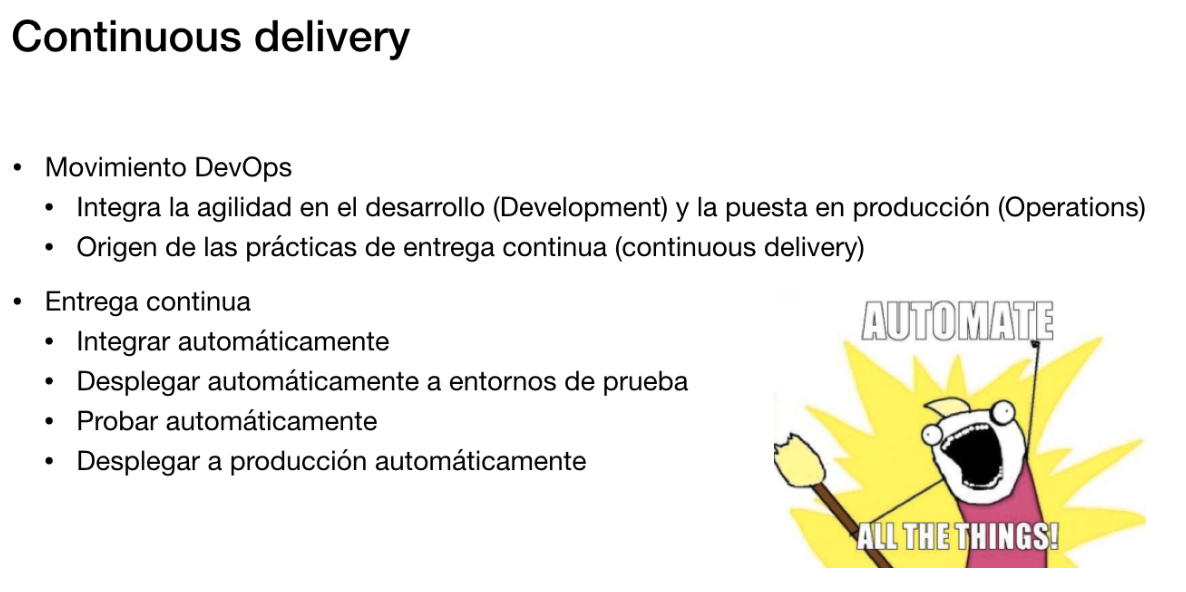 Continuous delivery
• Movimiento DevOps
• Integra la agilidad en el desarrollo (Development) y la puesta en producción (Operations)
• Origen de las prácticas de entrega continua (continuous delivery)
• Entrega continua
• Integrar automáticamente
• Desplegar automáticamente a entornos de prueba
• Probar automáticamente
• Desplegar a producción automáticamente
AUTOMATE
ALL THE THINGS!